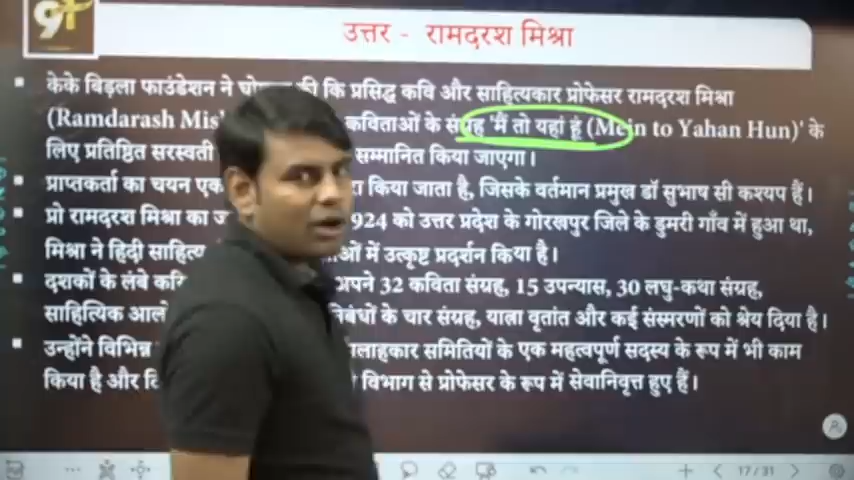 उत्तर - रामदरश मिश्रा
केके बिड़ला फाउंडेशन ने की कि प्रसिद्ध कवि और साहित्यकार प्रोफेसर रामदरश मिश्रा
(Ramdarash कविताओं के संग्रह 'मैं तो यहां हूं (Mein to Yahan Hun)' के
लिए प्रतिष्ठित सरस्वती सम्मानित किया जाएगा।
प्राप्तकर्ता का चयन एक किया जाता है, जिसके वर्तमान प्रमुख डॉ सुभाष सी कश्यप हैं।
प्रो रामदरश मिश्रा का 924 को उत्तर प्रदेश के गोरखपुर जिले के डुमरी गाँव में हुआ था,
मिश्रा ने हिंदी में उत्कृष्ट प्रदर्शन किया है।
दशकों के लंबे अपने 32 कविता संग्रह, 15 उपन्यास, 30 लघु-कथा संग्रह,
साहित्यिक के चार संग्रह, यात्रा वृतांत और कई संस्मरणों को श्रेय दिया है।
उन्होंने विभिन्न समितियों के एक महत्वपूर्ण सदस्य के रूप में भी काम
किया है और विभाग से प्रोफेसर के रूप में सेवानिवृत्त हुए हैं।
17/31